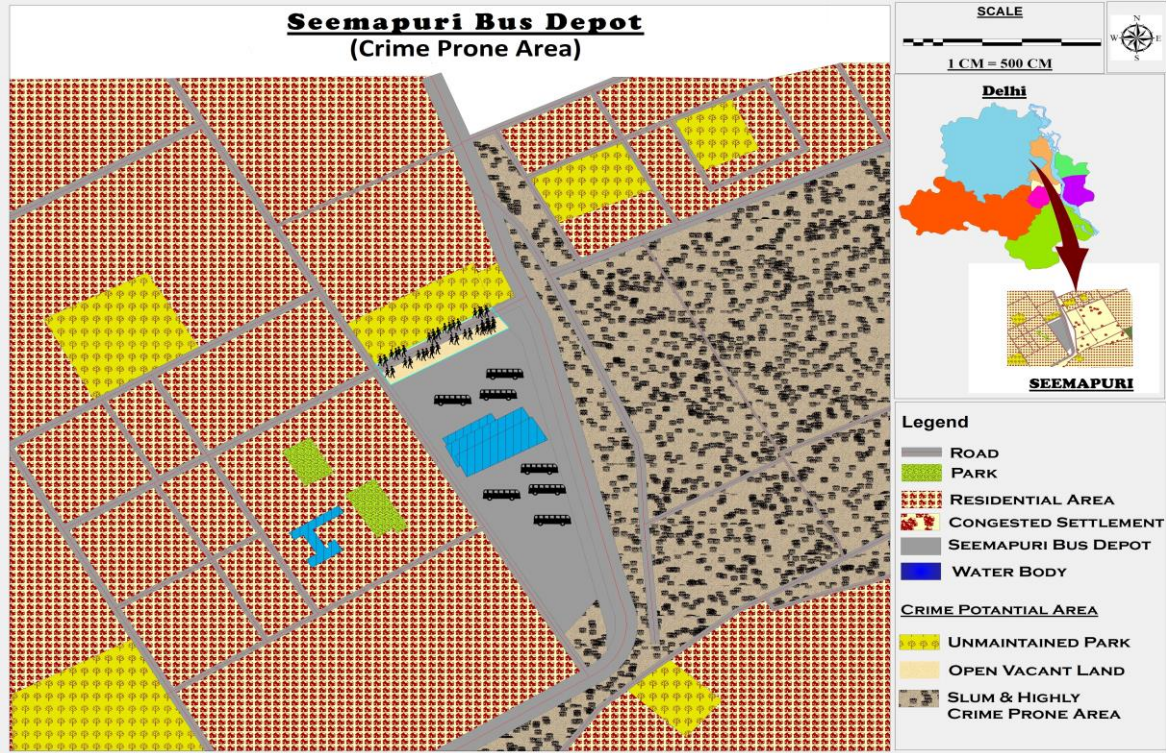 Seemapuri Bus Depot
(Crime Prone Area)
SCALE
1 CM = 500 CM
N
W E
S
Delhi
SEEMAPURI
Legend
ROAD
PARK
RESIDENTIAL AREA
CONGESTED SETTLEMENT
SEEMAPURI BUS DEPOT
WATER BODY
CRIME POTANTIAL AREA
UNMAINTAINED PARK
OPEN VACANT LAND
SLUM & HIGHLY
CRIME PRONE AREA